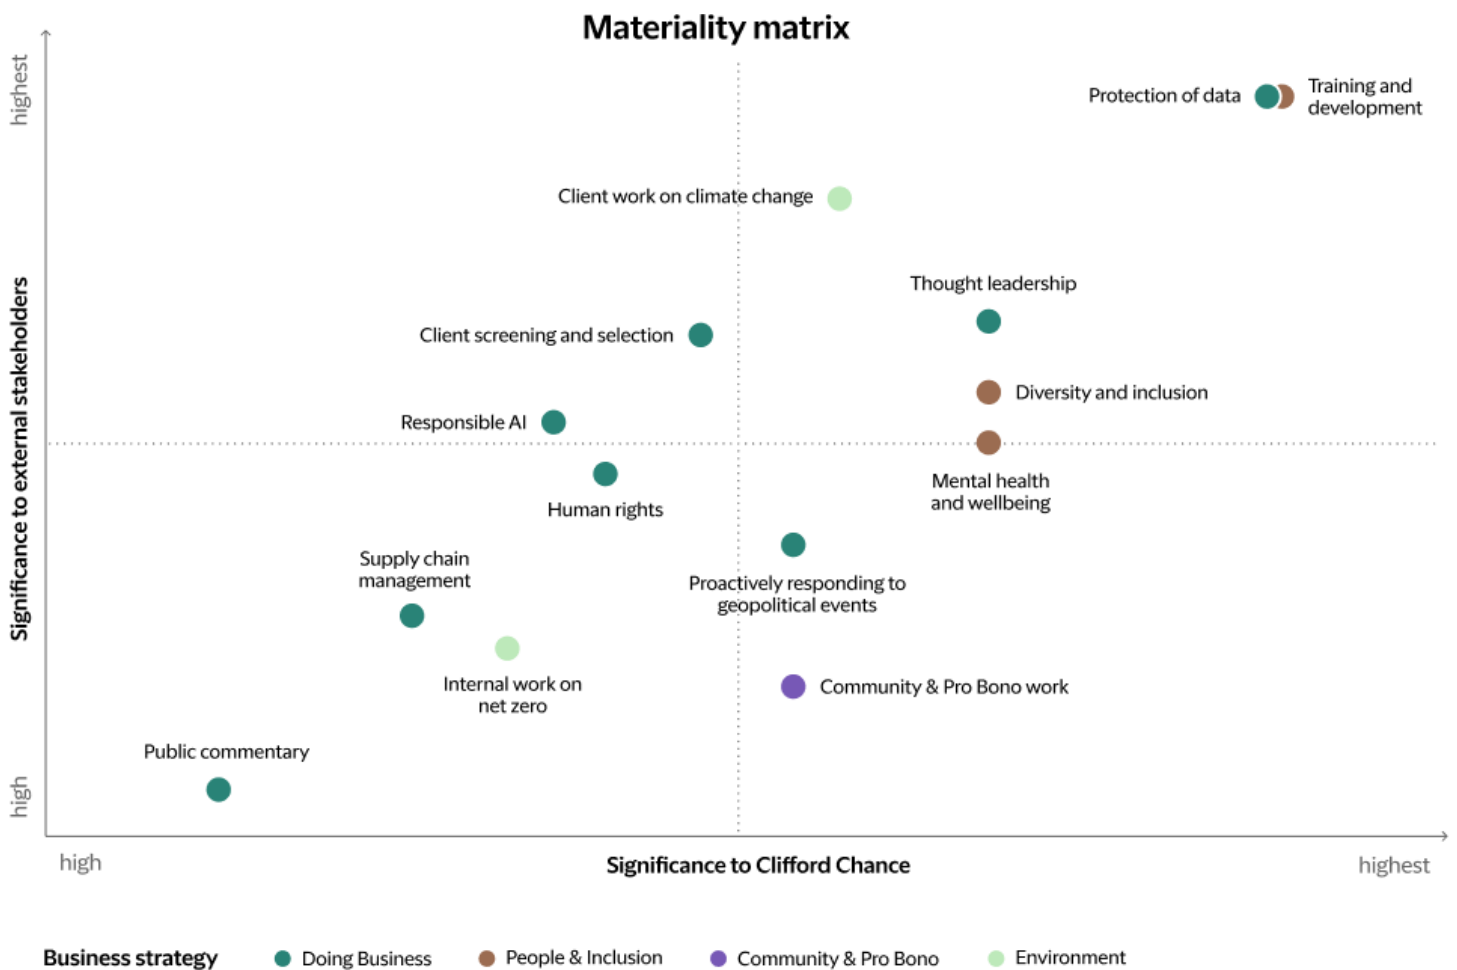 Materiality matrix
highest
Significance to external stakeholders
high
Protection of data
Training and
development
Client work on climate change
Thought leadership
Client screening and selection
Diversity and inclusion
Responsible AI
Mental health
and wellbeing
Human rights
Supply chain
management
Proactively responding to
geopolitical events
Internal work on
net zero
Community & Pro Bono work
Public commentary
high
Significance to Clifford Chance
highest
Business strategy
Doing Business
People & Inclusion
Community & Pro Bono
Environment